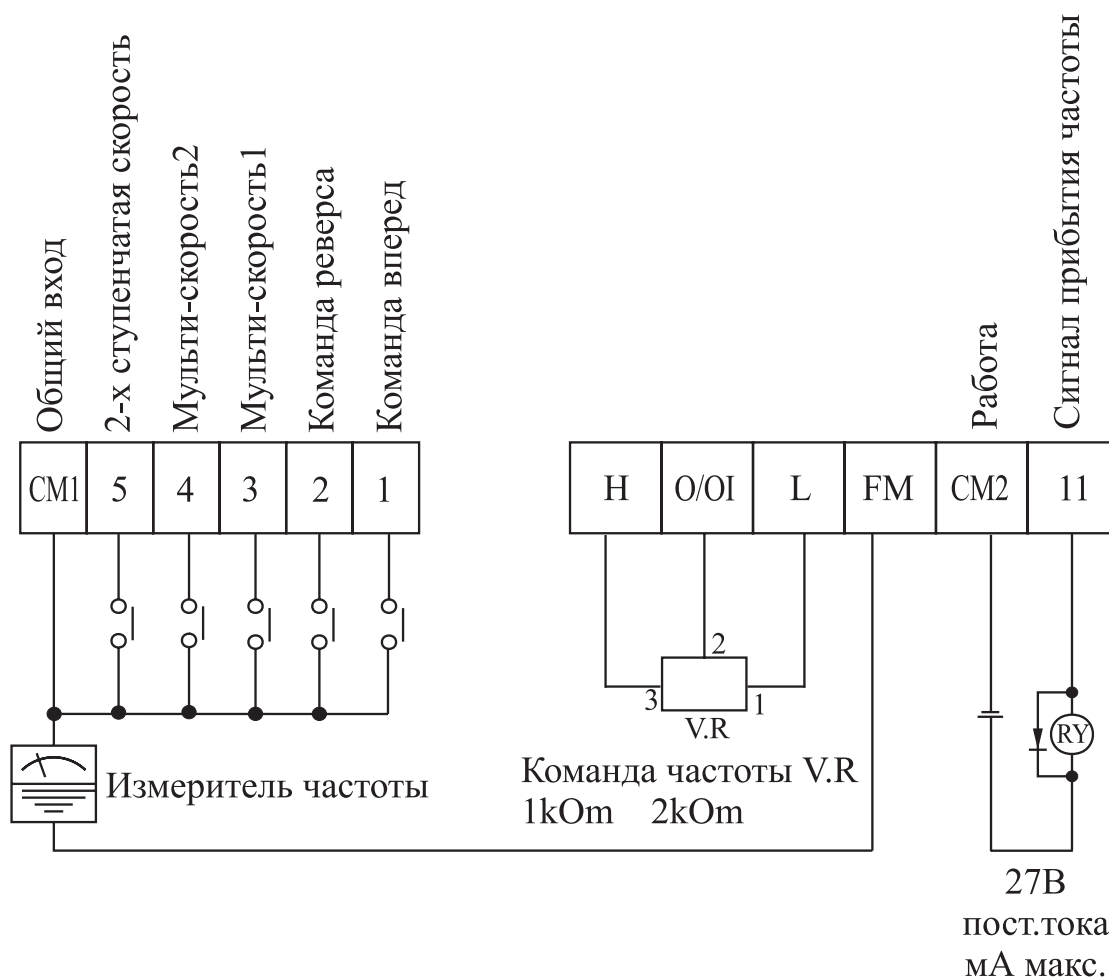 Общий вход
2-х ступенчатая скорость
Мульти-скорость2
Мульти-скорость1
Команда реверса
Команда вперед
Работа
Сигнал прибытия частоты
CM1 5 4 3 2 1
H O/OI L FM CM2 11
2
3 1
V.R
RY
Измеритель частоты
Команда частоты V.R
1kOm 2kOm
27В
пост.тока
мА макс.